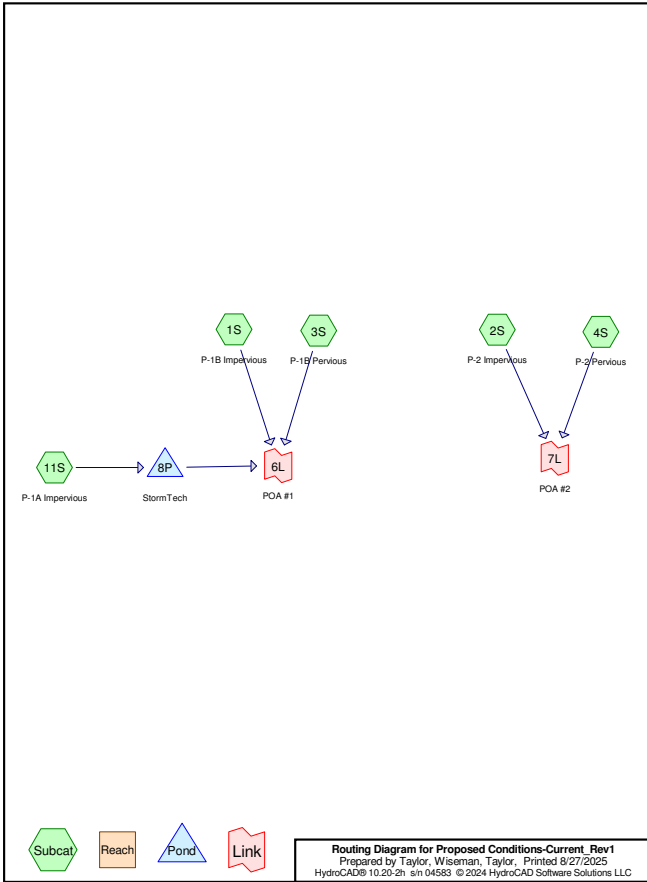 1S
3S
2S
4S
P-1B Impervious
P-1B Pervious
P-2 Impervious
P-2 Pervious
11S
8P
6L
7L
P-1A Impervious
StormTech
POA #1
POA #2
Subcat
Reach
Pond
Link
Routing Diagram for Proposed Conditions-Current_Rev1
Prepared by Taylor, Wiseman, Taylor, Printed 8/27/2025
HydroCAD® 10.20-2h s/n 04583 © 2024 HydroCAD Software Solutions LLC